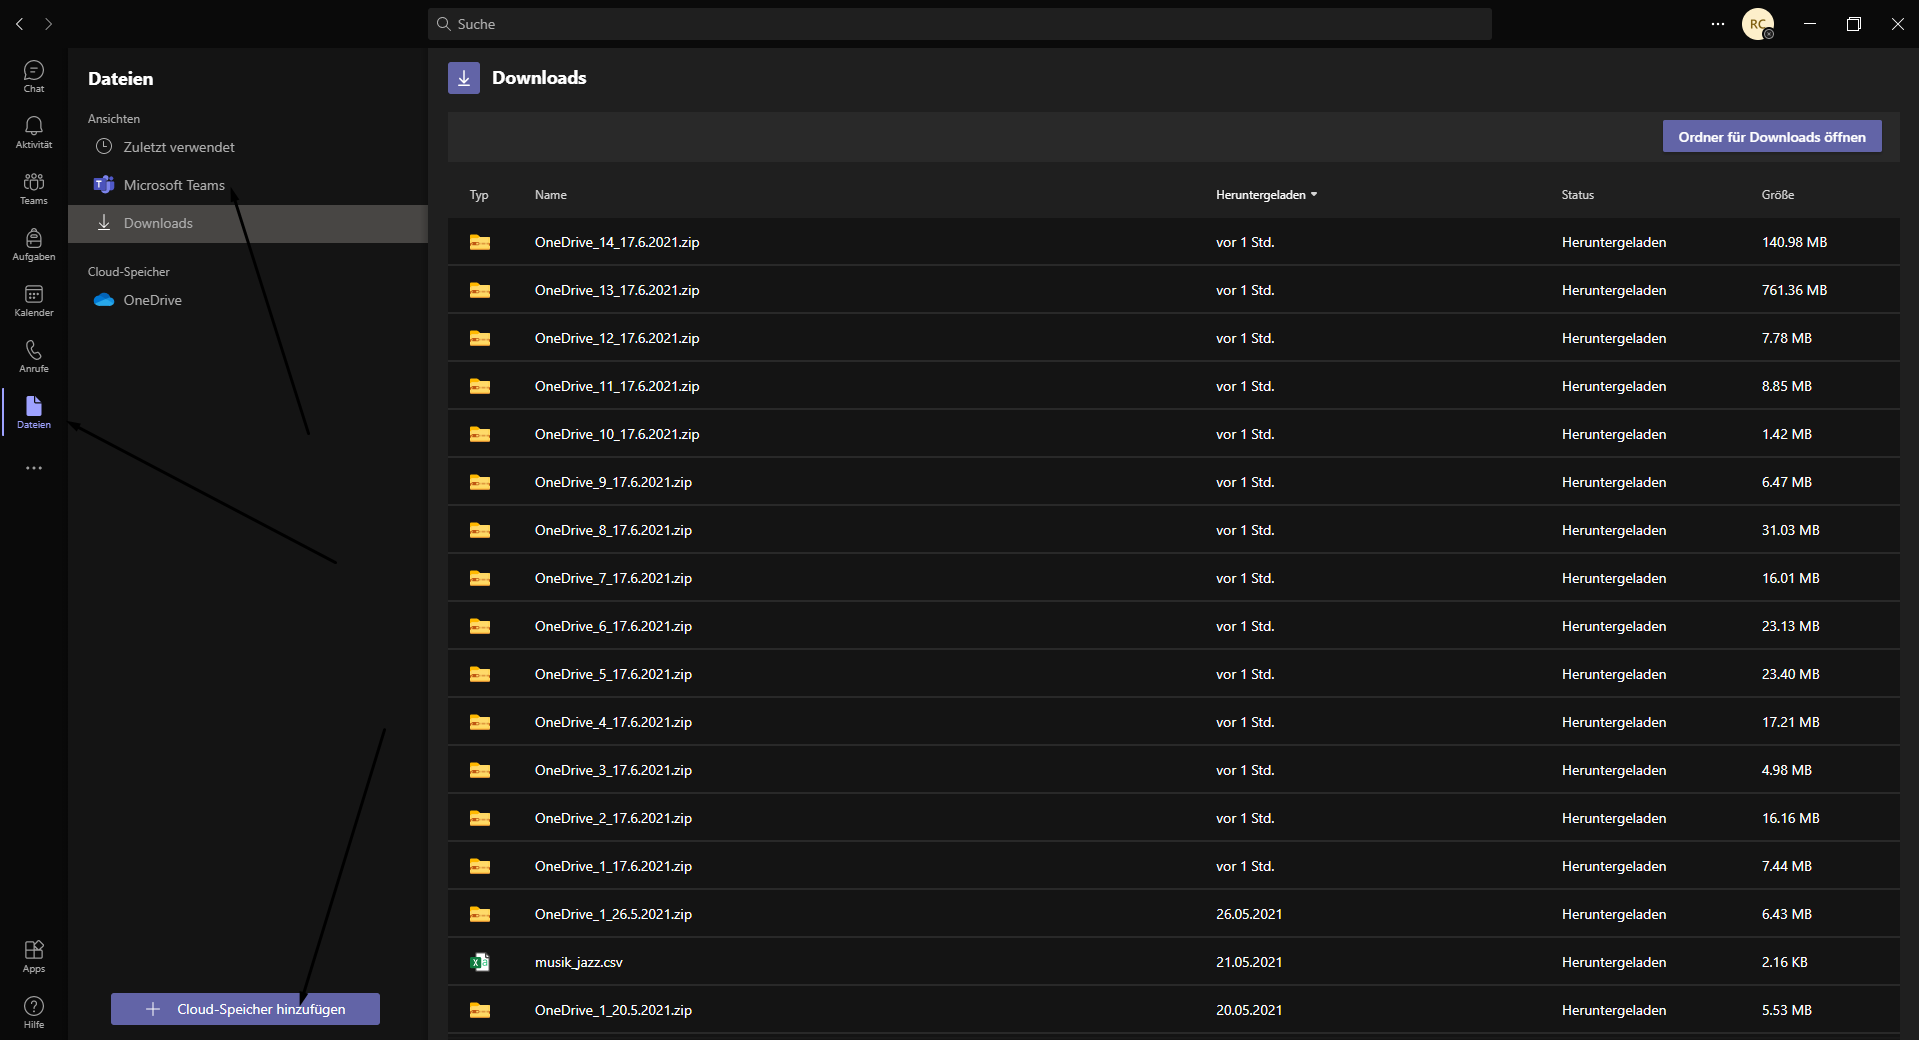 Suche
RC
Chat
Aktivität
Teams
Aufgaben
Kalender
Anrufe
Dateien
Apps
Hilfe
Dateien
Ansichten
Zuletzt verwendet
Microsoft Teams
Downloads
Cloud-Speicher
OneDrive
Cloud-Speicher hinzufügen
Downloads
Ordner für Downloads öffnen
Typ Name Heruntergeladen Status Größe
OneDrive_14_17.6.2021.zip vor 1 Std. Heruntergeladen 140.98 MB
OneDrive_13_17.6.2021.zip vor 1 Std. Heruntergeladen 761.36 MB
OneDrive_12_17.6.2021.zip vor 1 Std. Heruntergeladen 7.78 MB
OneDrive_11_17.6.2021.zip vor 1 Std. Heruntergeladen 8.85 MB
OneDrive_10_17.6.2021.zip vor 1 Std. Heruntergeladen 1.42 MB
OneDrive_9_17.6.2021.zip vor 1 Std. Heruntergeladen 6.47 MB
OneDrive_8_17.6.2021.zip vor 1 Std. Heruntergeladen 31.03 MB
OneDrive_7_17.6.2021.zip vor 1 Std. Heruntergeladen 16.01 MB
OneDrive_6_17.6.2021.zip vor 1 Std. Heruntergeladen 23.13 MB
OneDrive_5_17.6.2021.zip vor 1 Std. Heruntergeladen 23.40 MB
OneDrive_4_17.6.2021.zip vor 1 Std. Heruntergeladen 17.21 MB
OneDrive_3_17.6.2021.zip vor 1 Std. Heruntergeladen 4.98 MB
OneDrive_2_17.6.2021.zip vor 1 Std. Heruntergeladen 16.16 MB
OneDrive_1_17.6.2021.zip vor 1 Std. Heruntergeladen 7.44 MB
OneDrive_1_26.5.2021.zip 26.05.2021 Heruntergeladen 6.43 MB
musik_jazz.csv 21.05.2021 Heruntergeladen 2.16 KB
OneDrive_1_20.5.2021.zip 20.05.2021 Heruntergeladen 5.53 MB